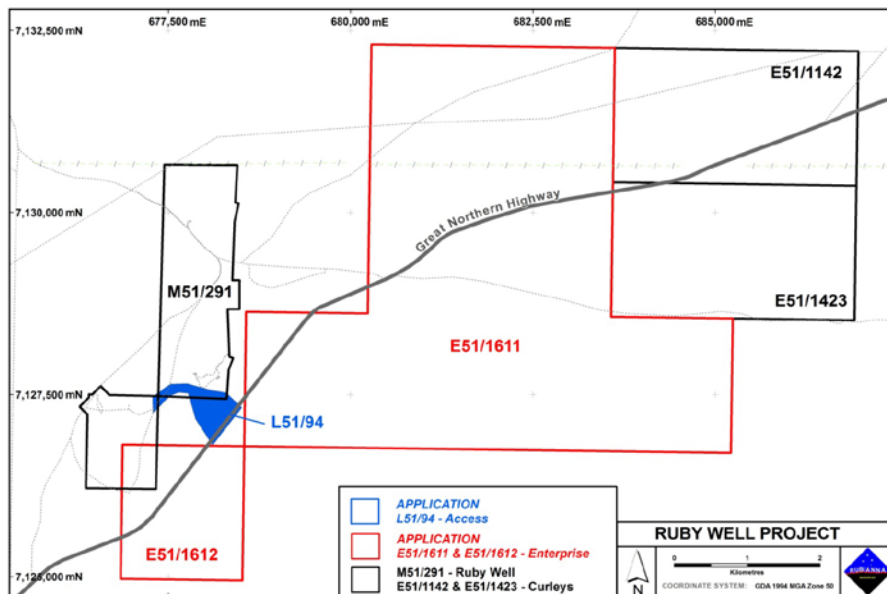 677,500 mE 680,000 mE 682,500 mE 685,000 mE
7,132,500 mN
E51/1142
7,130,000 mN
Great Northern Highway
M51/291
E51/1423
E51/1611
7,127,500 mN
L51/94
E51/1612
7,125,000 mN
APPLICATION
L51/94 - Access
APPLICATION
E51/1611 & E51/1612 - Enterprise
M51/291 - Ruby Well
E51/1142 & E51/1423 - Curleys
RUBY WELL PROJECT
0 1 2
Kilometres
N
COORDINATE SYSTEM: GDA 1994 MGA Zone 50